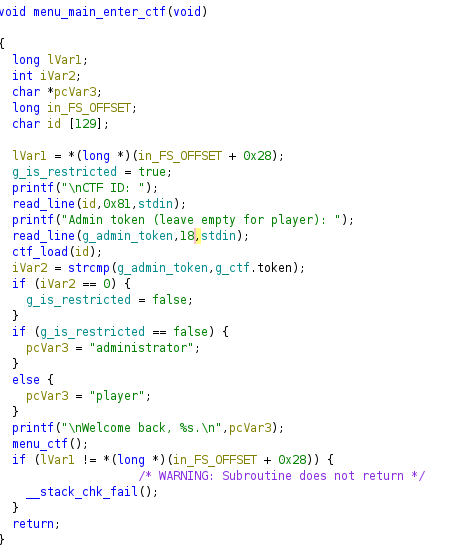 void menu_main_enter_ctf(void)
{
long lVar1;
int iVar2;
char *pcVar3;
long in_FS_OFFSET;
char id [129];
lVar1 = *(long *)(in_FS_OFFSET + 0x28);
g_is_restricted = true;
printf("\nCTF ID: ");
read_line(id,0x81,stdin);
printf("Admin token (leave empty for player): ");
read_line(g_admin_token,18,stdin);
ctf_load(id);
iVar2 = strcmp(g_admin_token,g_ctf.token);
if (iVar2 == 0) {
g_is_restricted = false;
}
if (g_is_restricted == false) {
pcVar3 = "administrator";
}
else {
pcVar3 = "player";
}
printf("\nWelcome back, %s.\n",pcVar3);
menu_ctf();
if (lVar1 != *(long *)(in_FS_OFFSET + 0x28)) {
/* WARNING: Subroutine does not return */
__stack_chk_fail();
}
return;
}